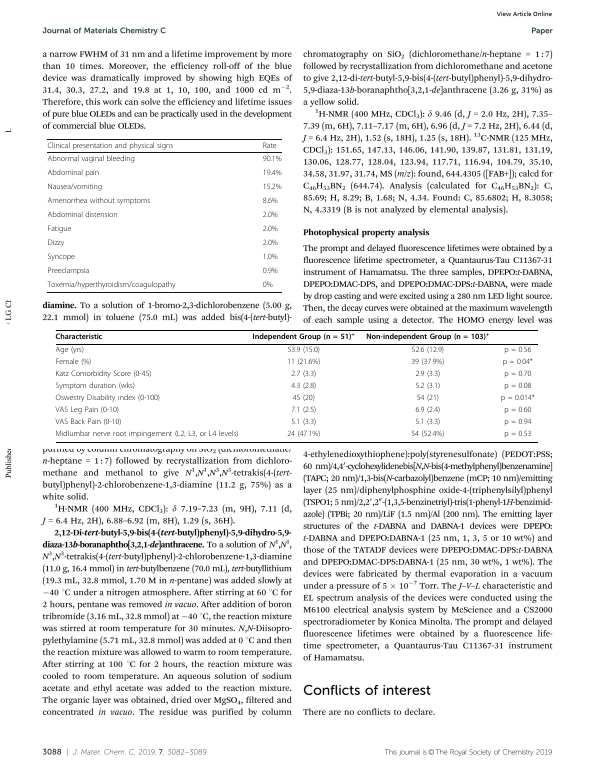 View Article Online
Journal of Materials Chemistry C
Paper
a narrow FWHM of 31 nm and a lifetime improvement by more
than 10 times. Moreover, the efficiency roll-off of the blue
device was dramatically improved by showing high EQEs of
31.4, 30.3, 27.2, and 19.8 at 1, 10, 100, and 1000 cd m⁻².
Therefore, this work can solve the efficiency and lifetime issues
of pure blue OLEDs and can be practically used in the development
of commercial blue OLEDs.
Clinical presentation and physical signs Rate
Abnormal vaginal bleeding 90.1%
Abdominal pain 19.4%
Nausea/vomiting 15.2%
Amenorrhea without symptoms 8.6%
Abdominal distension 2.0%
Fatigue 2.0%
Dizzy 2.0%
Syncope 1.0%
Preeclampsia 0.9%
Toxemia/hyperthyroidism/coagulopathy 0%
diamine. To a solution of 1-bromo-2,3-dichlorobenzene (5.00 g,
22.1 mmol) in toluene (75.0 mL) was added bis(4-(tert-butyl)-
chromatography on SiO₂ (dichloromethane/n-heptane = 1 : 7)
followed by recrystallization from dichloromethane and acetone
to give 2,12-di-tert-butyl-5,9-bis(4-(tert-butyl)phenyl)-5,9-dihydro-
5,9-diaza-13b-boranaphtho[3,2,1-de]anthracene (3.26 g, 31%) as
a yellow solid.
¹H-NMR (400 MHz, CDCl₃): δ 9.46 (d, J = 2.0 Hz, 2H), 7.35–
7.39 (m, 6H), 7.11–7.17 (m, 6H), 6.96 (d, J = 7.2 Hz, 2H), 6.44 (d,
J = 6.4 Hz, 2H), 1.52 (s, 18H), 1.25 (s, 18H). ¹³C-NMR (125 MHz,
CDCl₃): 151.65, 147.13, 146.06, 141.90, 139.87, 131.81, 131.19,
130.06, 128.77, 128.04, 123.94, 117.71, 116.94, 104.79, 35.10,
34.58, 31.97, 31.74, MS (m/z): found, 644.4305 ([FAB+]); calcd for
C₄₆H₅₃BN₂ (644.74). Analysis (calculated for C₄₆H₅₃BN₂): C,
85.69; H, 8.29; B, 1.68; N, 4.34. Found: C, 85.6802; H, 8.3058;
N, 4.3319 (B is not analyzed by elemental analysis).
Photophysical property analysis
The prompt and delayed fluorescence lifetimes were obtained by a
fluorescence lifetime spectrometer, a Quantaurus-Tau C11367-31
instrument of Hamamatsu. The three samples, DPEPO:t-DABNA,
DPEPO:DMAC-DPS, and DPEPO:DMAC-DPS:t-DABNA, were made
by drop casting and were excited using a 280 nm LED light source.
Then, the decay curves were obtained at the maximum wavelength
of each samples using a detector. The HOMO energy level was
Characteristic Independent Group (n = 51)⁺ Non-independent Group (n = 103)⁺
Age (yrs) 53.9 (15.0) 52.6 (12.9) p = 0.56
Female (%) 11 (21.6%) 39 (37.9%) p = 0.04*
Katz Comorbidity Score (0-45) 2.7 (3.3) 2.9 (3.3) p = 0.70
Symptom duration (wks) 4.3 (2.8) 5.2 (3.1) p = 0.08
Oswestry Disability index (0-100) 45 (20) 54 (21) p = 0.014*
VAS Leg Pain (0-10) 7.1 (2.5) 6.9 (2.4) p = 0.60
VAS Back Pain (0-10) 5.1 (3.3) 5.1 (3.3) p = 0.94
Midlumbar nerve root impingement (L2, L3, or L4 levels) 24 (47.1%) 54 (52.4%) p = 0.53
purified by column chromatography on SiO₂ (dichloromethane/
n-heptane = 1 : 7) followed by recrystallization from dichloro-
methane and methanol to give N¹,N¹,N³,N³-tetrakis(4-(tert-
butyl)phenyl)-2-chlorobenzene-1,3-diamine (11.2 g, 75%) as a
white solid.
¹H-NMR (400 MHz, CDCl₃): δ 7.19–7.23 (m, 9H), 7.11 (d,
J = 6.4 Hz, 2H), 6.88–6.92 (m, 8H), 1.29 (s, 36H).
2,12-Di-tert-butyl-5,9-bis(4-(tert-butyl)phenyl)-5,9-dihydro-5,9-
diaza-13b-boranaphtho[3,2,1-de]anthracene. To a solution of N¹,N¹,
N³,N³-tetrakis(4-(tert-butyl)phenyl)-2-chlorobenzene-1,3-diamine
(11.0 g, 16.4 mmol) in tert-butylbenzene (70.0 mL), tert-butyllithium
(19.3 mL, 32.8 mmol, 1.70 M in n-pentane) was added slowly at
−40 °C under a nitrogen atmosphere. After stirring at 60 °C for
2 hours, pentane was removed in vacuo. After addition of boron
tribromide (3.16 mL, 32.8 mmol) at −40 °C, the reaction mixture
was stirred at room temperature for 30 minutes. N,N-Diisopro-
pylethylamine (5.71 mL, 32.8 mmol) was added at 0 °C and then
the reaction mixture was allowed to warm to room temperature.
After stirring at 100 °C for 2 hours, the reaction mixture was
cooled to room temperature. An aqueous solution of sodium
acetate and ethyl acetate was added to the reaction mixture.
The organic layer was obtained, dried over MgSO₄, filtered and
concentrated in vacuo. The residue was purified by column
4-ethylenedioxythiophene):poly(styrenesulfonate) (PEDOT:PSS;
60 nm)/4,4′-cyclohexylidenebis[N,N-bis(4-methylphenyl)benzenamine]
(TAPC; 20 nm)/1,3-bis(N-carbazolyl)benzene (mCP; 10 nm)/emitting
layer (25 nm)/diphenylphosphine oxide-4-(triphenylsilyl)phenyl
(TSPO1; 5 nm)/2,2′,2″-(1,3,5-benzinetriyl)-tris(1-phenyl-1H-benzimid-
azole) (TPBi; 20 nm)/LiF (1.5 nm)/Al (200 nm). The emitting layer
structures of the t-DABNA and DABNA-1 devices were DPEPO:
t-DABNA and DPEPO:DABNA-1 (25 nm, 1, 3, 5 or 10 wt%) and
those of the TATADF devices were DPEPO:DMAC-DPS:t-DABNA
and DPEPO:DMAC-DPS:DABNA-1 (25 nm, 30 wt%, 1 wt%). The
devices were fabricated by thermal evaporation in a vacuum
under a pressure of 5 × 10⁻⁷ Torr. The J–V–L characteristic and
EL spectrum analysis of the devices were conducted using the
M6100 electrical analysis system by McScience and a CS2000
spectroradiometer by Konica Minolta. The prompt and delayed
fluorescence lifetimes were obtained by a fluorescence life-
time spectrometer, a Quantaurus-Tau C11367-31 instrument
of Hamamatsu.
Conflicts of interest
There are no conflicts to declare.
Publishes
LG Cl
3088 | J. Mater. Chem. C, 2019, 7, 3082–3089
This journal is © The Royal Society of Chemistry 2019